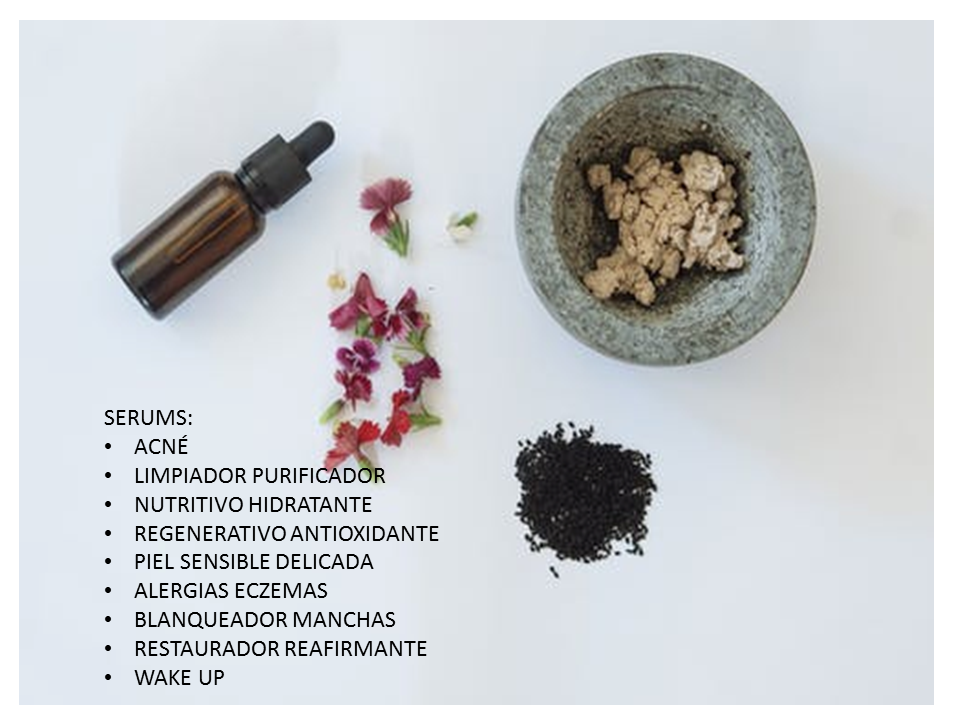 SERUMS:
• ACNÉ
• LIMPIADOR PURIFICADOR
• NUTRITIVO HIDRATANTE
• REGENERATIVO ANTIOXIDANTE
• PIEL SENSIBLE DELICADA
• ALERGIAS ECZEMAS
• BLANQUEADOR MANCHAS
• RESTAURADOR REAFIRMANTE
• WAKE UP